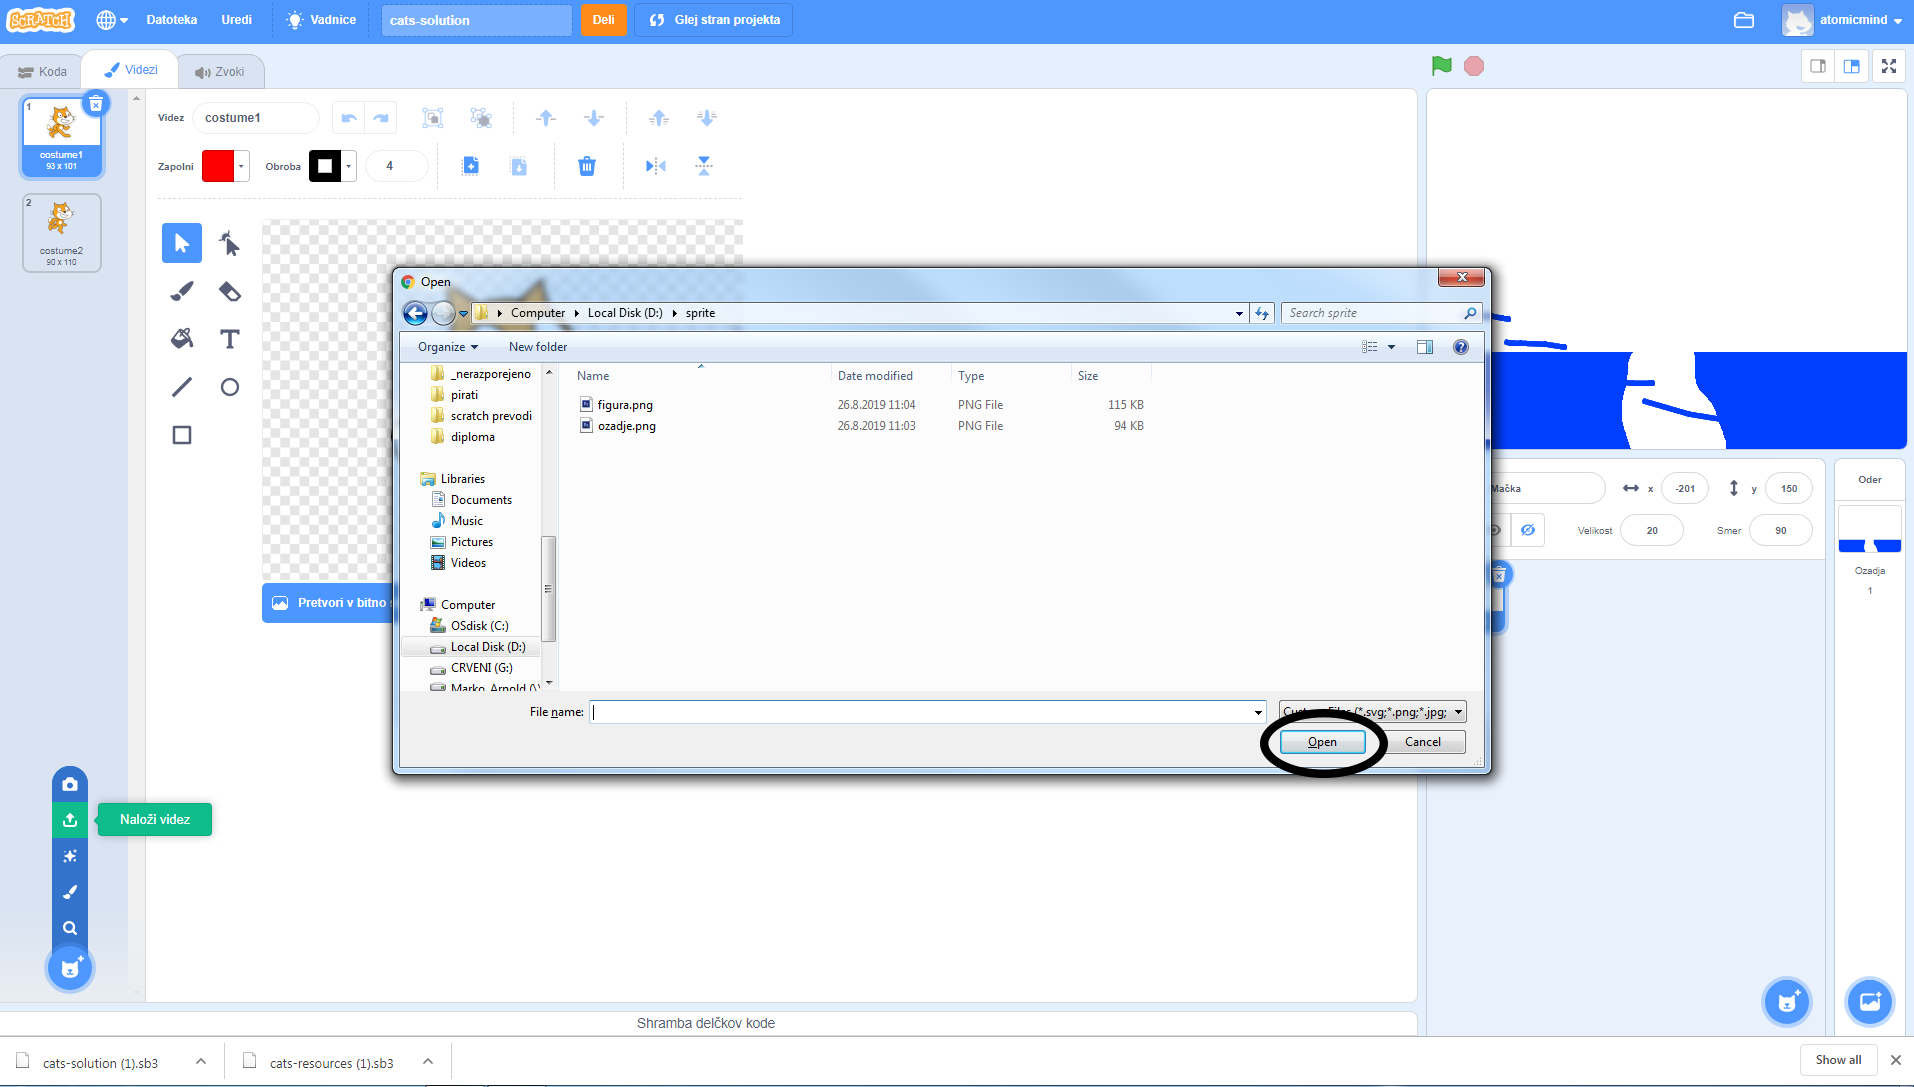 SCRATCH Datoteka Uredi Vadnice cats-solution Deli Glej stran projekta atomicmind
Koda Videzi Zvoki
1
costume1
93 x 101
2
costume2
90 x 110
Videz costume1
Zapolni Obroba 4
Pretvori v bitno
Open
Computer Local Disk (D:) sprite Search sprite
Organize New folder
_nerazporejeno
pirati
scratch prevodi
diploma
Libraries
Documents
Music
Pictures
Videos
Computer
OSdisk (C:)
Local Disk (D:)
CRVENI (G:)
Marko_Arnold (\\
Name Date modified Type Size
figura.png 26.8.2019 11:04 PNG File 115 KB
ozadje.png 26.8.2019 11:03 PNG File 94 KB
File name: (*.svg;*.png;*.jpg;
Open Cancel
Mačka x -201 y 150
Velikost 20 Smer 90
Oder
Ozadja
1
Naloži videz
Shramba delčkov kode
cats-solution (1).sb3 cats-resources (1).sb3 Show all